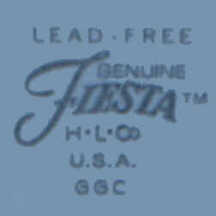 LEAD-FREE
GENUINE
FIESTA™
H·L·Co
U.S.A.
GGC